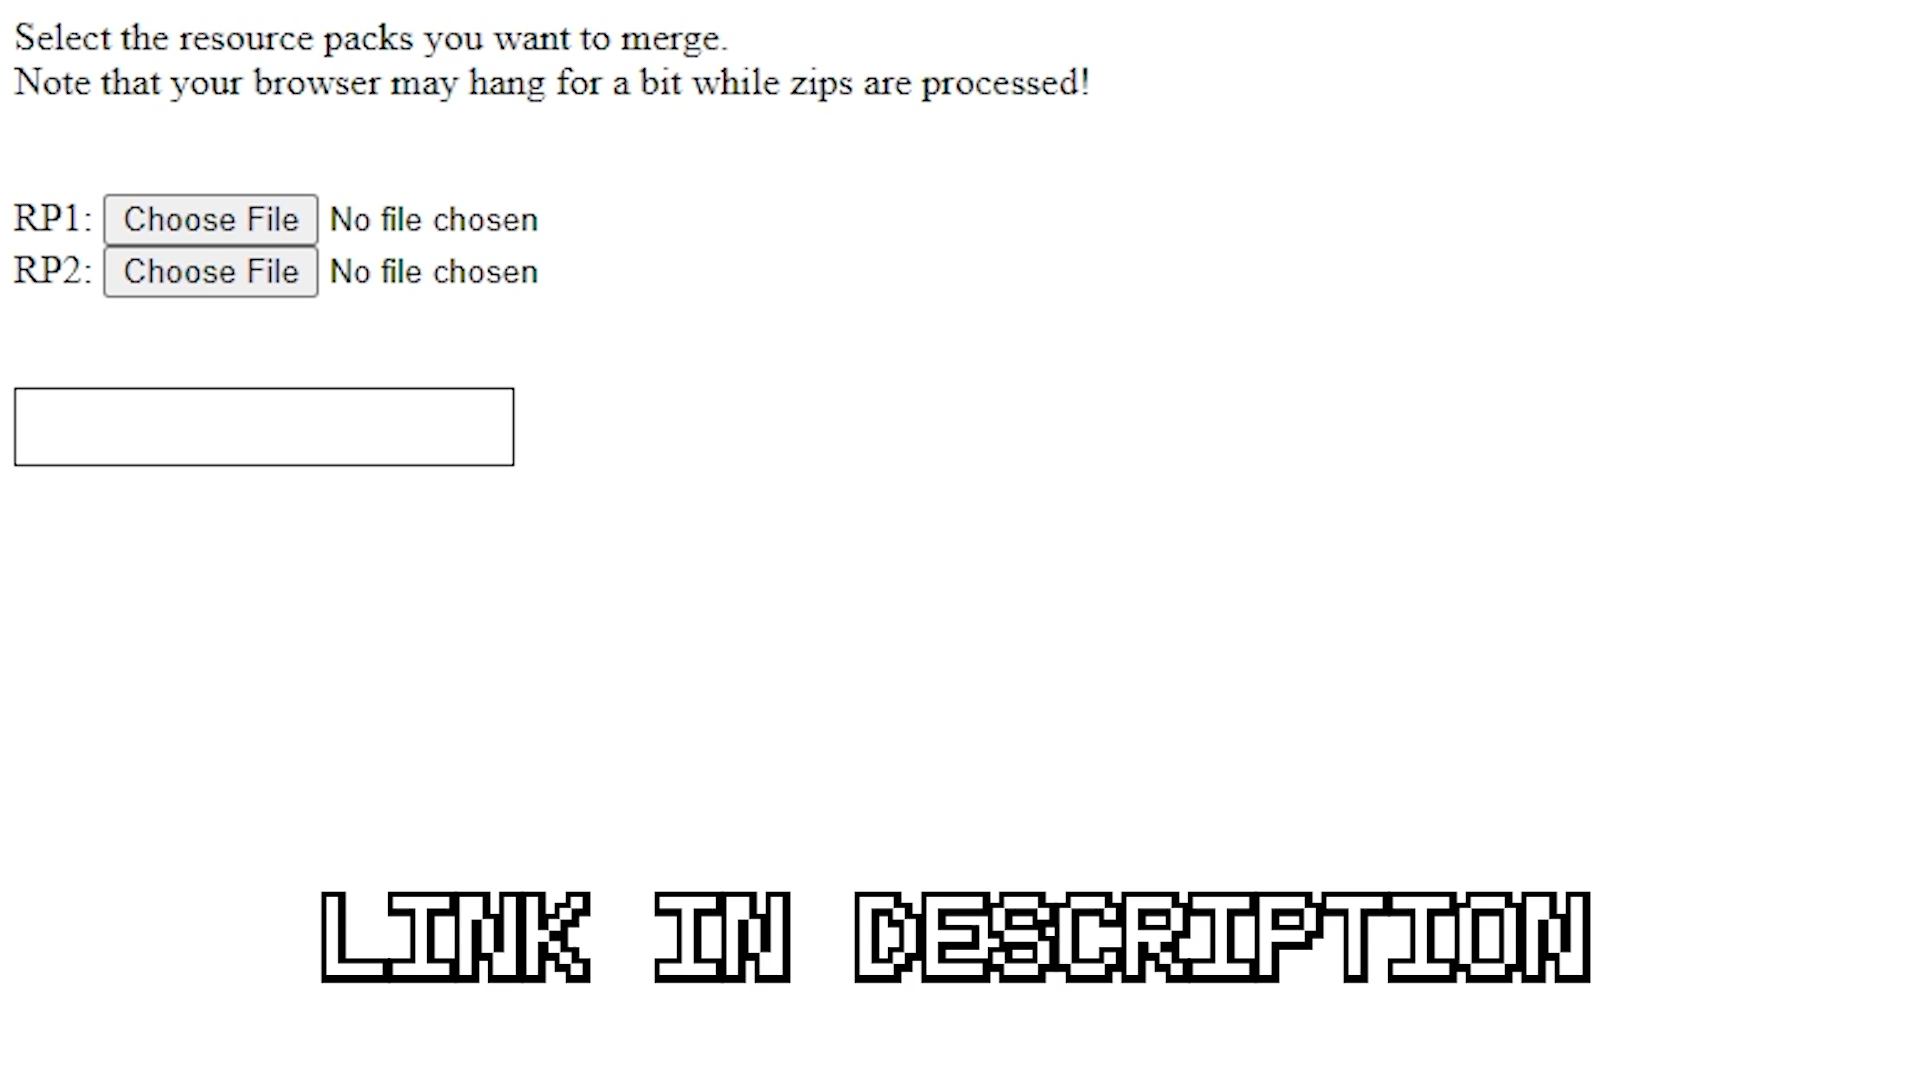 Select the resource packs you want to merge.
Note that your browser may hang for a bit while zips are processed!
RP1: Choose File No file chosen
RP2: Choose File No file chosen
LINK IN DESCRIPTION